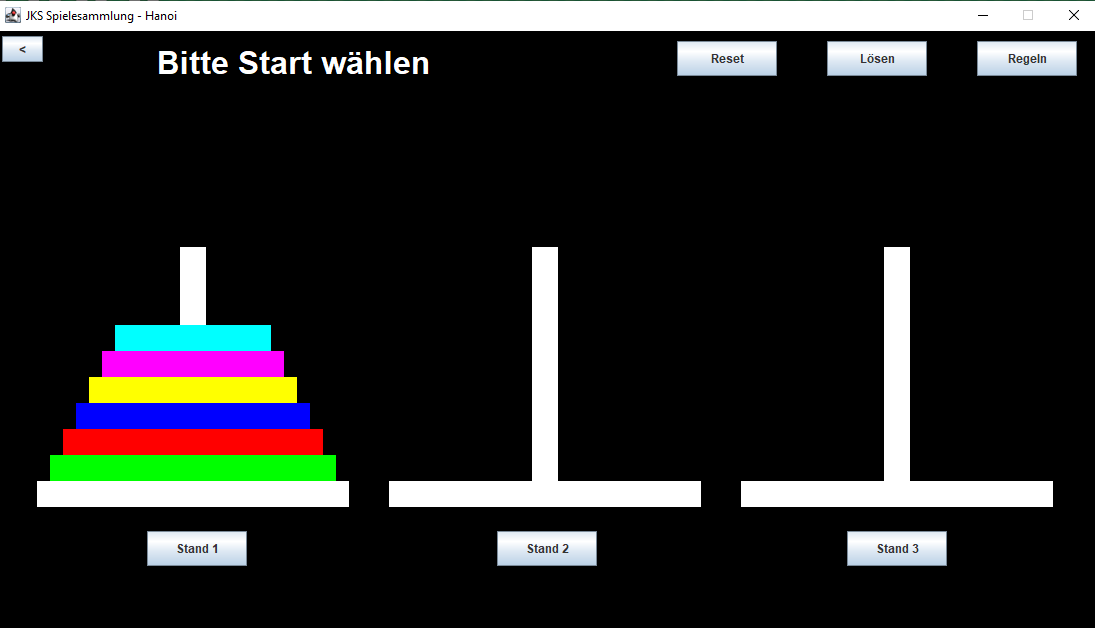 JKS Spielesammlung - Hanoi
<
Bitte Start wählen
Reset
Lösen
Regeln
Stand 1
Stand 2
Stand 3